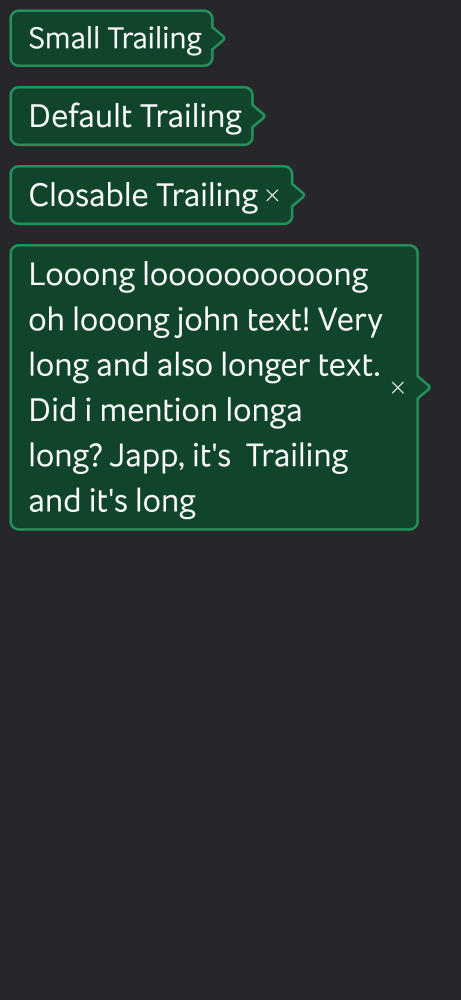 Small Trailing
Default Trailing
Closable Trailing ×
Looong looooooooooong
oh looong john text! Very
long and also longer text.
Did i mention longa
long? Japp, it's  Trailing
and it's long
×